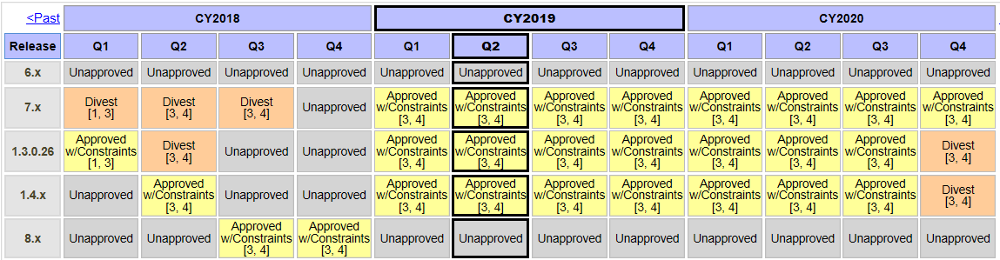 <Past CY2018 CY2019 CY2020
Release Q1 Q2 Q3 Q4 Q1 Q2 Q3 Q4 Q1 Q2 Q3 Q4
6.x Unapproved Unapproved Unapproved Unapproved Unapproved Unapproved Unapproved Unapproved Unapproved Unapproved Unapproved Unapproved
Approved Approved Approved Approved Approved Approved Approved Approved
7.x Divest Divest Divest Unapproved w/Constraints w/Constraints w/Constraints w/Constraints w/Constraints w/Constraints w/Constraints w/Constraints
[1, 3] [3, 4] [3, 4] [3, 4] [3, 4] [3, 4] [3, 4] [3, 4] [3, 4] [3, 4] [3, 4]
Approved Approved Approved Approved Approved Approved Approved Approved
1.3.0.26 w/Constraints Divest Unapproved Unapproved w/Constraints w/Constraints w/Constraints w/Constraints w/Constraints w/Constraints w/Constraints Divest
[1, 3] [3, 4] [3, 4] [3, 4] [3, 4] [3, 4] [3, 4] [3, 4] [3, 4] [3, 4]
Approved Approved Approved Approved Approved Approved Approved Approved
1.4.x Unapproved w/Constraints Unapproved Unapproved w/Constraints w/Constraints w/Constraints w/Constraints w/Constraints w/Constraints w/Constraints Divest
[3, 4] [3, 4] [3, 4] [3, 4] [3, 4] [3, 4] [3, 4] [3, 4] [3, 4]
Approved Approved
8.x Unapproved Unapproved w/Constraints w/Constraints Unapproved Unapproved Unapproved Unapproved Unapproved Unapproved Unapproved Unapproved
[3, 4] [3, 4]